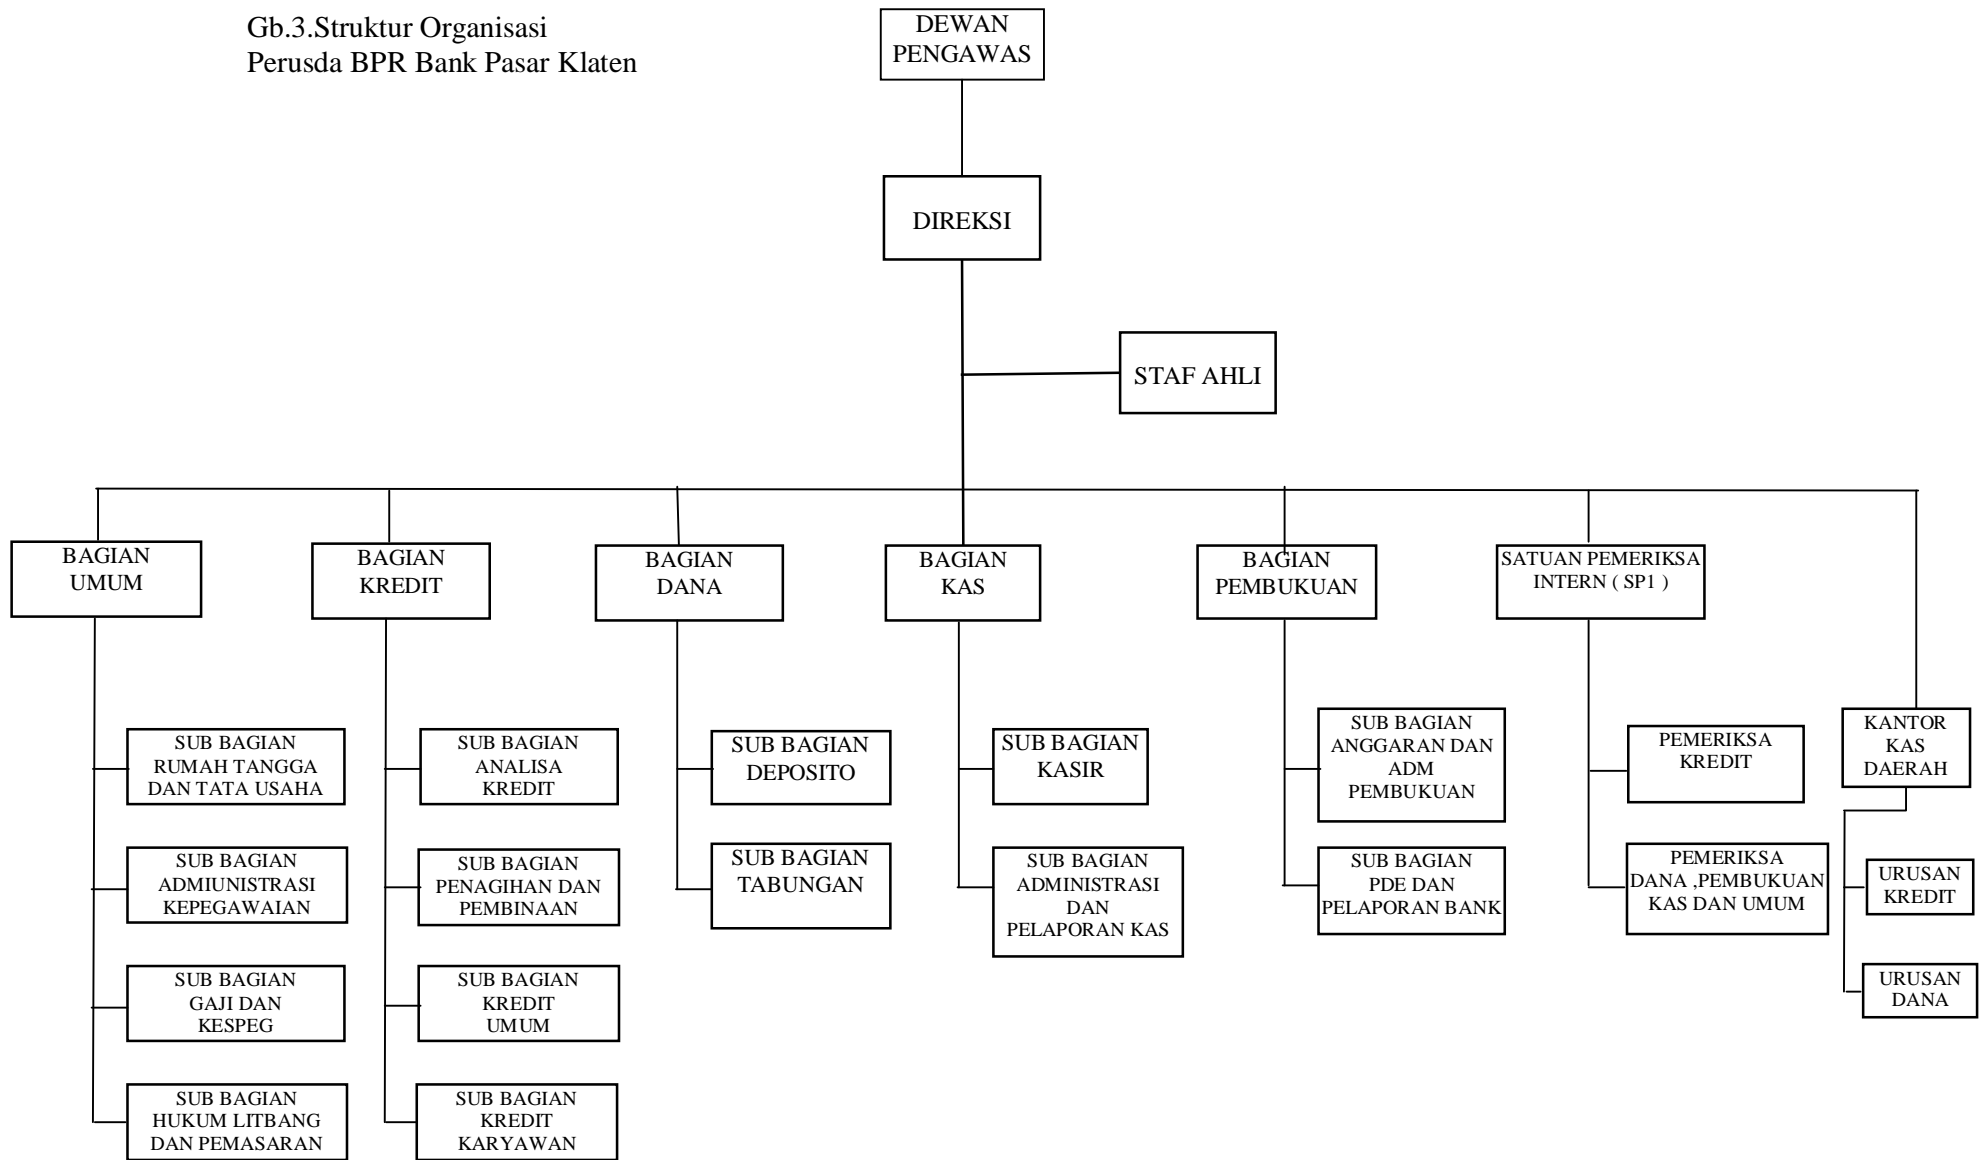 Gb.3.Struktur Organisasi
Perusda BPR Bank Pasar Klaten
DEWAN
PENGAWAS
DIREKSI
STAF AHLI
BAGIAN
UMUM
BAGIAN
KREDIT
BAGIAN
DANA
BAGIAN
KAS
BAGIAN
PEMBUKUAN
SATUAN PEMERIKSA
INTERN ( SP1 )
KANTOR
KAS
DAERAH
SUB BAGIAN
RUMAH TANGGA
DAN TATA USAHA
SUB BAGIAN
ADMIUNISTRASI
KEPEGAWAIAN
SUB BAGIAN
GAJI DAN
KESPEG
SUB BAGIAN
HUKUM LITBANG
DAN PEMASARAN
SUB BAGIAN
ANALISA
KREDIT
SUB BAGIAN
PENAGIHAN DAN
PEMBINAAN
SUB BAGIAN
KREDIT
UMUM
SUB BAGIAN
KREDIT
KARYAWAN
SUB BAGIAN
DEPOSITO
SUB BAGIAN
TABUNGAN
SUB BAGIAN
KASIR
SUB BAGIAN
ADMINISTRASI
DAN
PELAPORAN KAS
SUB BAGIAN
ANGGARAN DAN
ADM
PEMBUKUAN
SUB BAGIAN
PDE DAN
PELAPORAN BANK
PEMERIKSA
KREDIT
PEMERIKSA
DANA ,PEMBUKUAN
KAS DAN UMUM
URUSAN
KREDIT
URUSAN
DANA